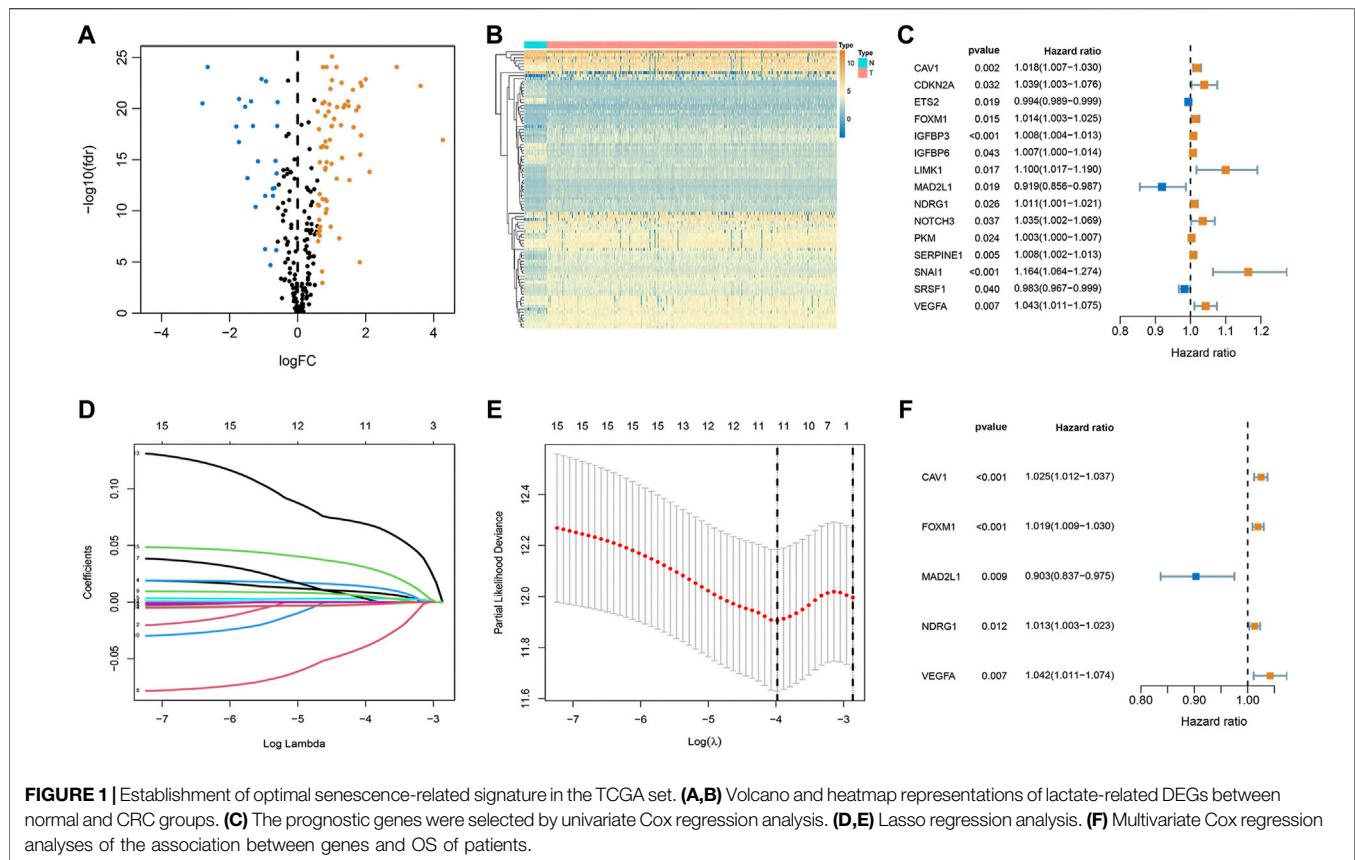 A
25
20
15
10
5
0
−log10(fdr)
−4
−2
0
2
4
logFC
B
Type
10
5
0
Type
N
T
C
pvalue Hazard ratio
CAV1 0.002 1.018(1.007−1.030)
CDKN2A 0.032 1.039(1.003−1.076)
ETS2 0.019 0.994(0.989−0.999)
FOXM1 0.015 1.014(1.003−1.025)
IGFBP3 <0.001 1.008(1.004−1.013)
IGFBP6 0.043 1.007(1.000−1.014)
LIMK1 0.017 1.100(1.017−1.190)
MAD2L1 0.019 0.919(0.856−0.987)
NDRG1 0.026 1.011(1.001−1.021)
NOTCH3 0.037 1.035(1.002−1.069)
PKM 0.024 1.003(1.000−1.007)
SERPINE1 0.005 1.008(1.002−1.013)
SNAI1 <0.001 1.164(1.064−1.274)
SRSF1 0.040 0.983(0.967−0.999)
VEGFA 0.007 1.043(1.011−1.075)
0.8 0.9 1.0 1.1 1.2
Hazard ratio
D
15 15 12 11 3
0.10
0.05
0.00
−0.05
Coefficients
−7 −6 −5 −4 −3
Log Lambda
E
15 15 15 15 15 13 12 12 11 11 10 7 1
12.4
12.2
12.0
11.8
11.6
Partial Likelihood Deviance
−7 −6 −5 −4 −3
Log(λ)
F
pvalue Hazard ratio
CAV1 <0.001 1.025(1.012−1.037)
FOXM1 <0.001 1.019(1.009−1.030)
MAD2L1 0.009 0.903(0.837−0.975)
NDRG1 0.012 1.013(1.003−1.023)
VEGFA 0.007 1.042(1.011−1.074)
0.80 0.90 1.00
Hazard ratio
FIGURE 1 | Establishment of optimal senescence-related signature in the TCGA set. (A,B) Volcano and heatmap representations of lactate-related DEGs between
normal and CRC groups. (C) The prognostic genes were selected by univariate Cox regression analysis. (D,E) Lasso regression analysis. (F) Multivariate Cox regression
analyses of the association between genes and OS of patients.